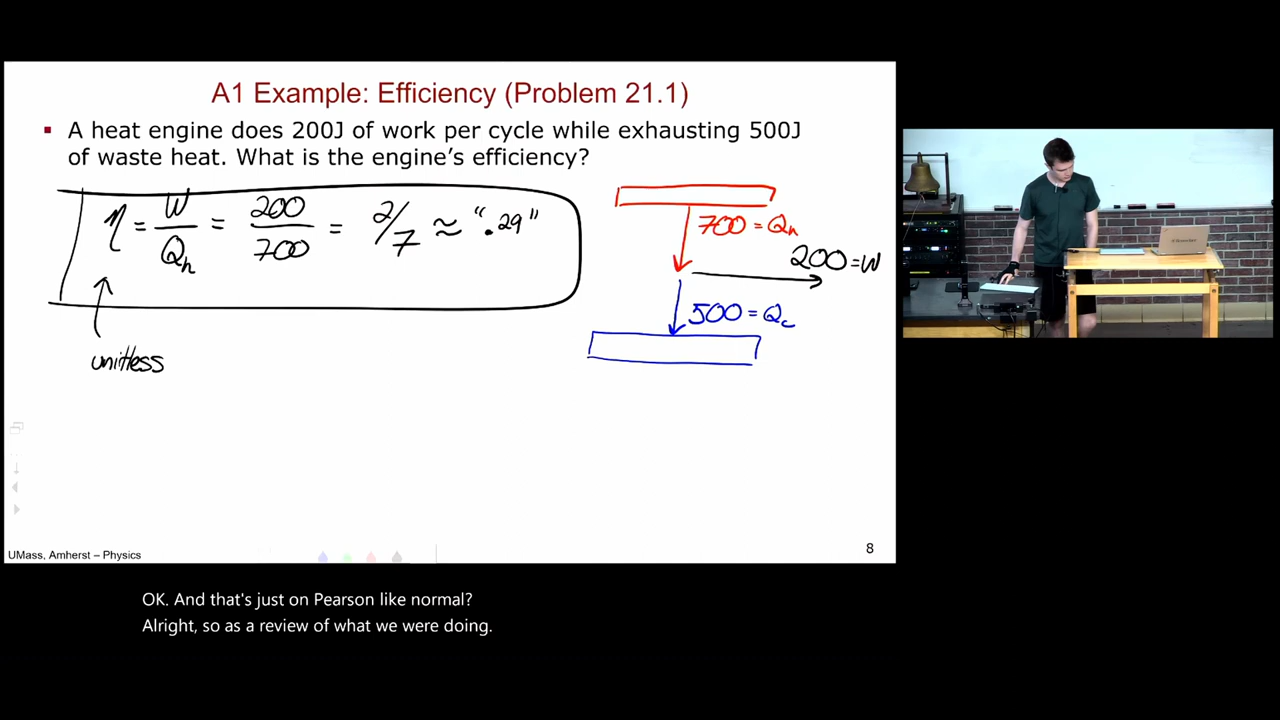 A1 Example: Efficiency (Problem 21.1)
▪ A heat engine does 200J of work per cycle while exhausting 500J
of waste heat. What is the engine's efficiency?
η = W/Qh = 200/700 = 2/7 ≈ ".29"
unitless
700 = Qh
200 = W
500 = Qc
UMass, Amherst – Physics
8
OK. And that's just on Pearson like normal?
Alright, so as a review of what we were doing.